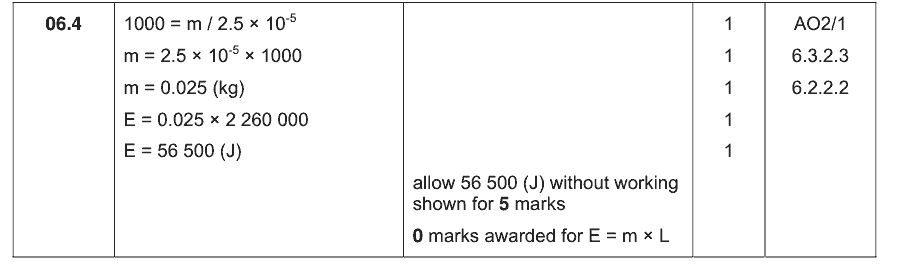 06.4 1000 = m / 2.5 × 10⁻⁵ 1 AO2/1
m = 2.5 × 10⁻⁵ × 1000 1 6.3.2.3
m = 0.025 (kg) 1 6.2.2.2
E = 0.025 × 2 260 000 1
E = 56 500 (J) 1
allow 56 500 (J) without working
shown for 5 marks
0 marks awarded for E = m × L